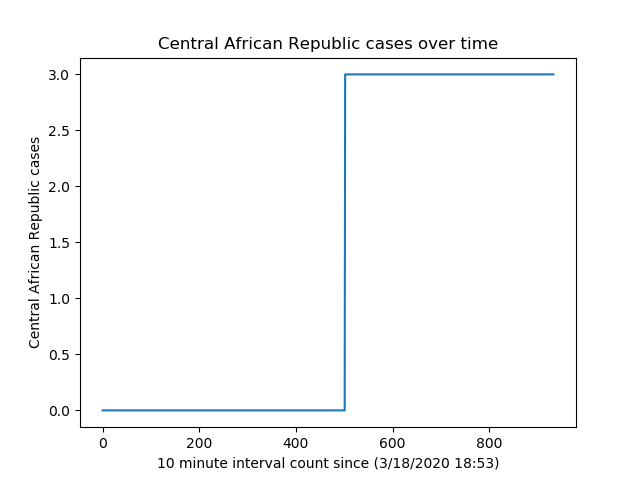 Central African Republic cases over time
3.0
2.5
2.0
1.5
1.0
0.5
0.0
Central African Republic cases
0 200 400 600 800
10 minute interval count since (3/18/2020 18:53)